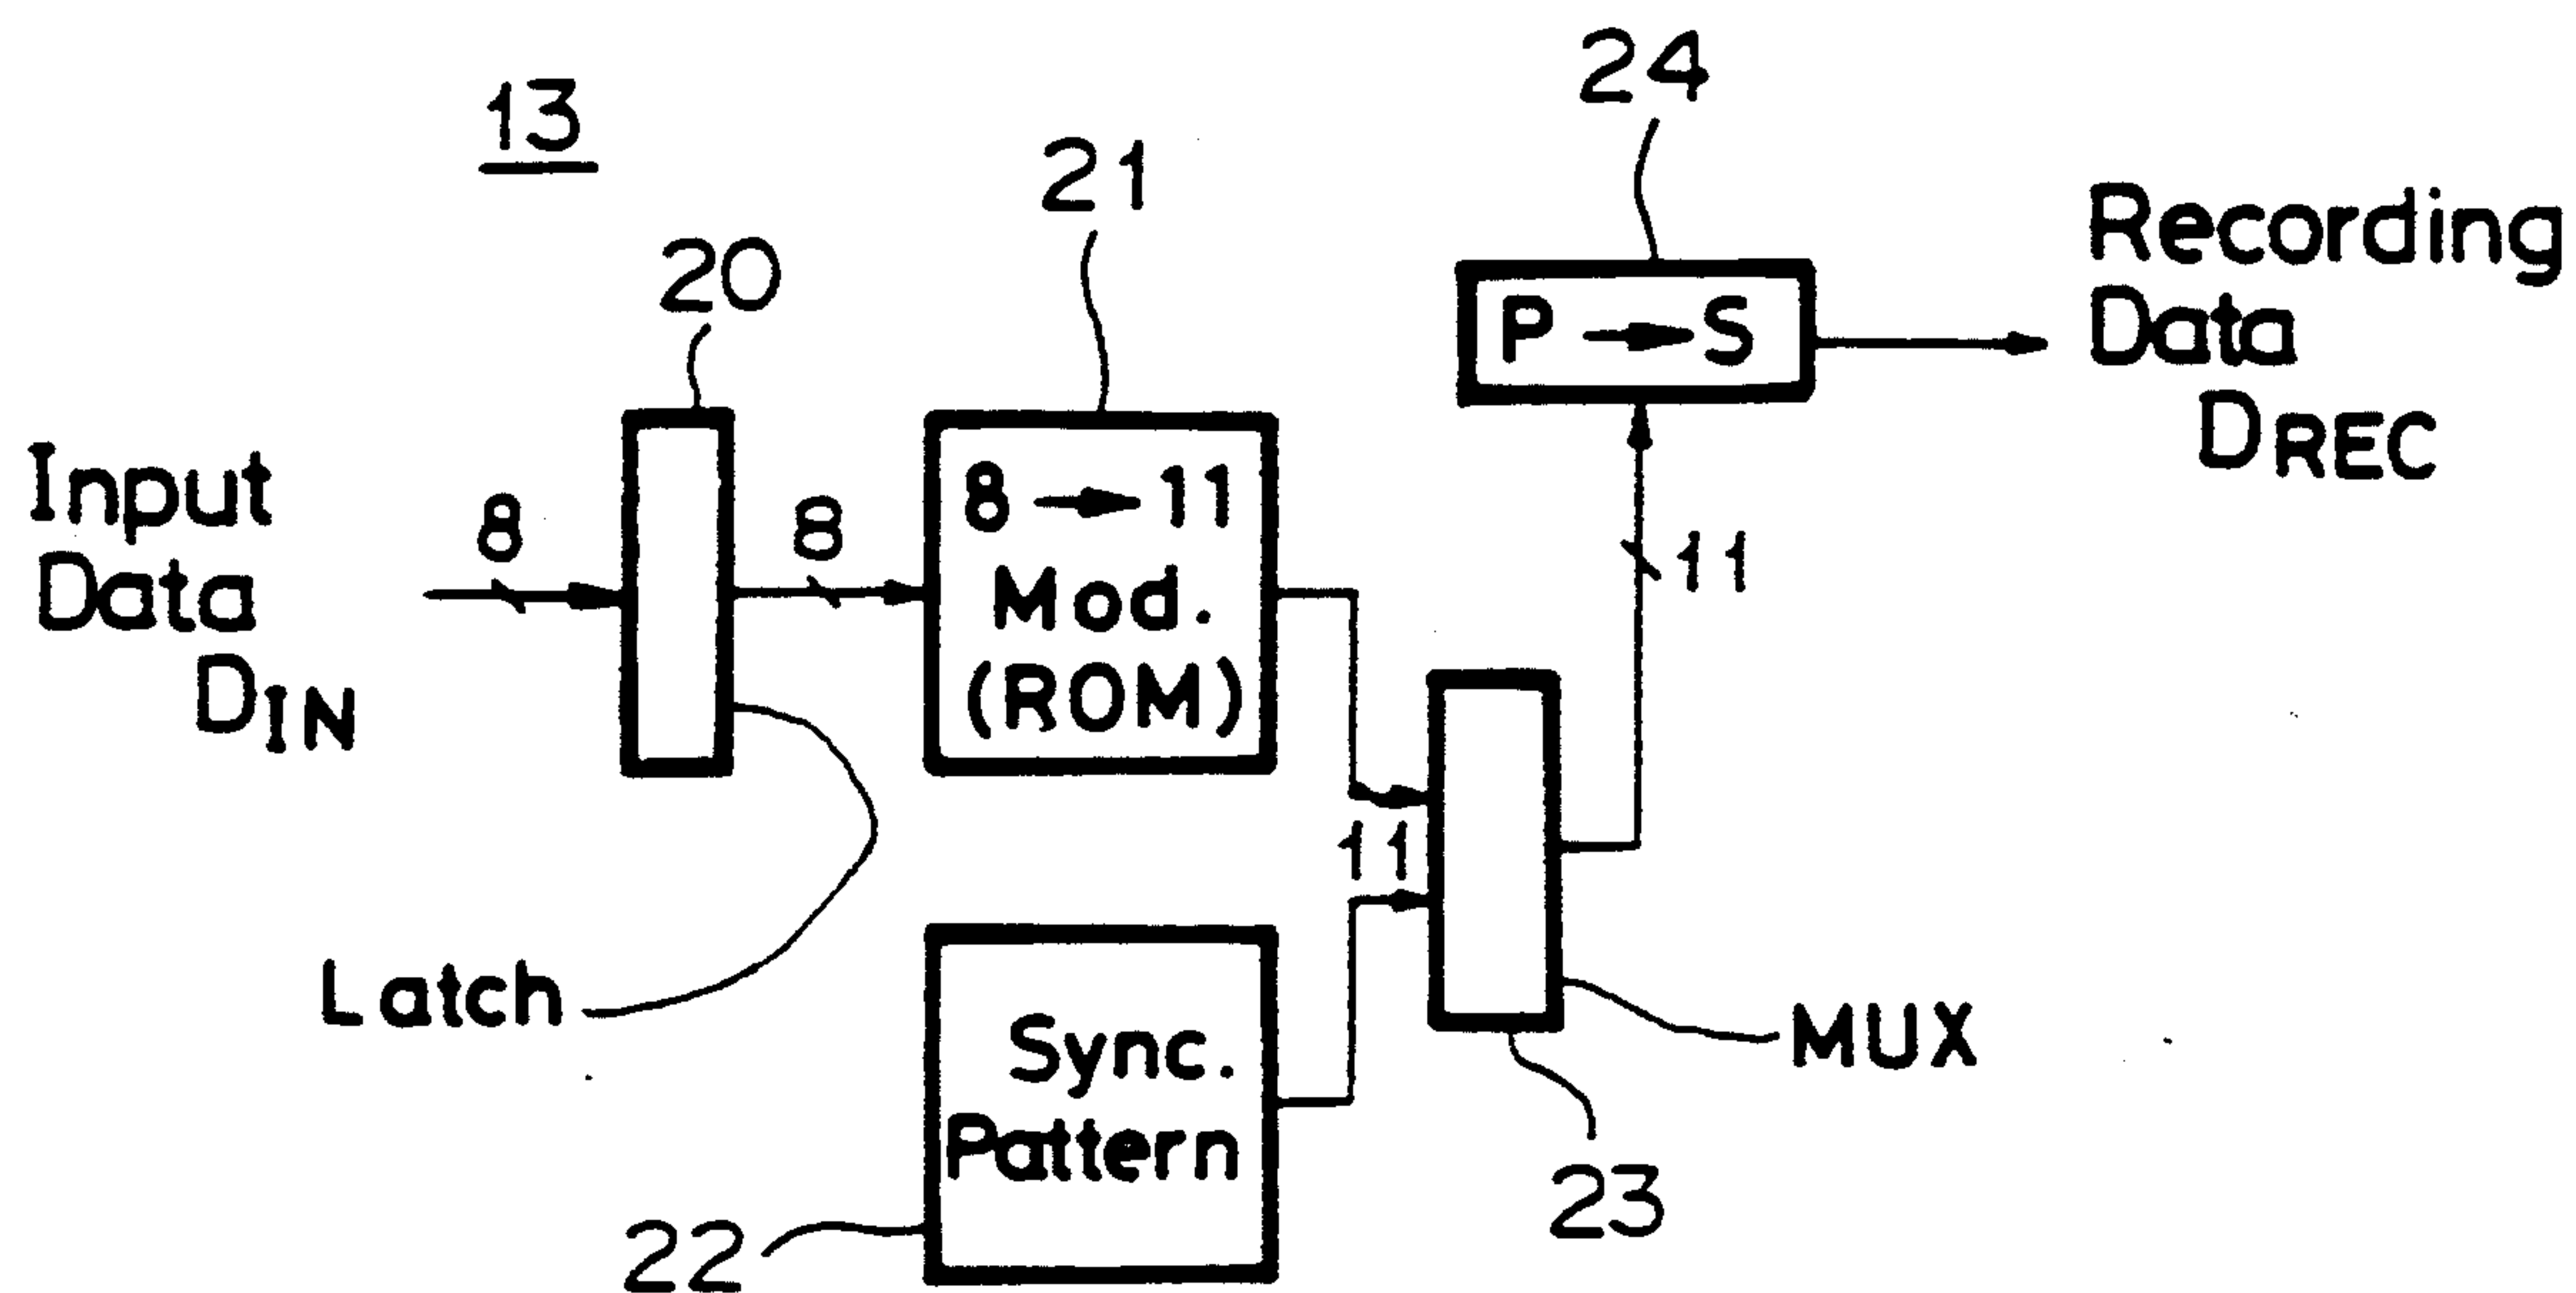 13
20
21
24
Input
Data
DIN
8
8
8 → 11
Mod.
(ROM)
P → S
Recording
Data
DREC
11
11
Latch
Sync.
Pattern
MUX
22
23